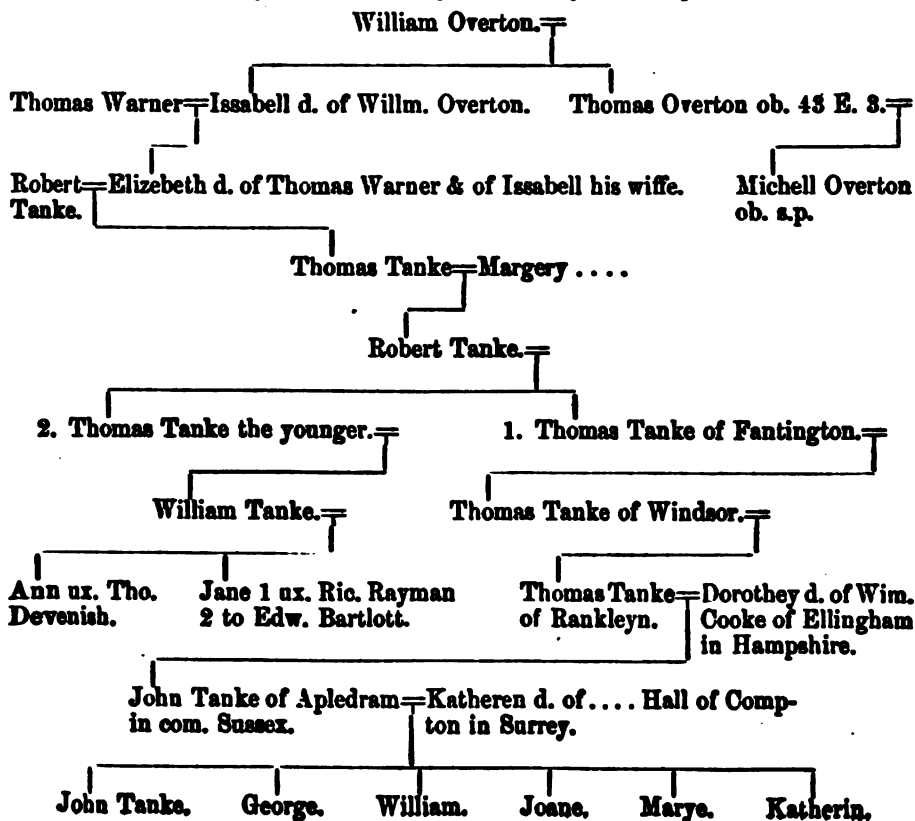 William Overton.
Thomas Warner=Issabell d. of Willm. Overton. Thomas Overton ob. 43 E. 3.=
Robert=Elizebeth d. of Thomas Warner & of Issabell his wiffe. Michell Overton
Tanke. ob. s.p.
Thomas Tanke=Margery ....
Robert Tanke.=
2. Thomas Tanke the younger.= 1. Thomas Tanke of Fantington.=
William Tanke.= Thomas Tanke of Windsor.=
Ann ux. Tho. Jane 1 ux. Ric. Rayman Thomas Tanke=Dorothey d. of Wim.
Devenish. 2 to Edw. Bartlott. of Rankleyn. Cooke of Ellingham
in Hampshire.
John Tanke of Apledram=Katheren d. of .... Hall of Comp-
in com. Sussex. ton in Surrey.
John Tanke. George. William. Joane. Marye. Katherin.